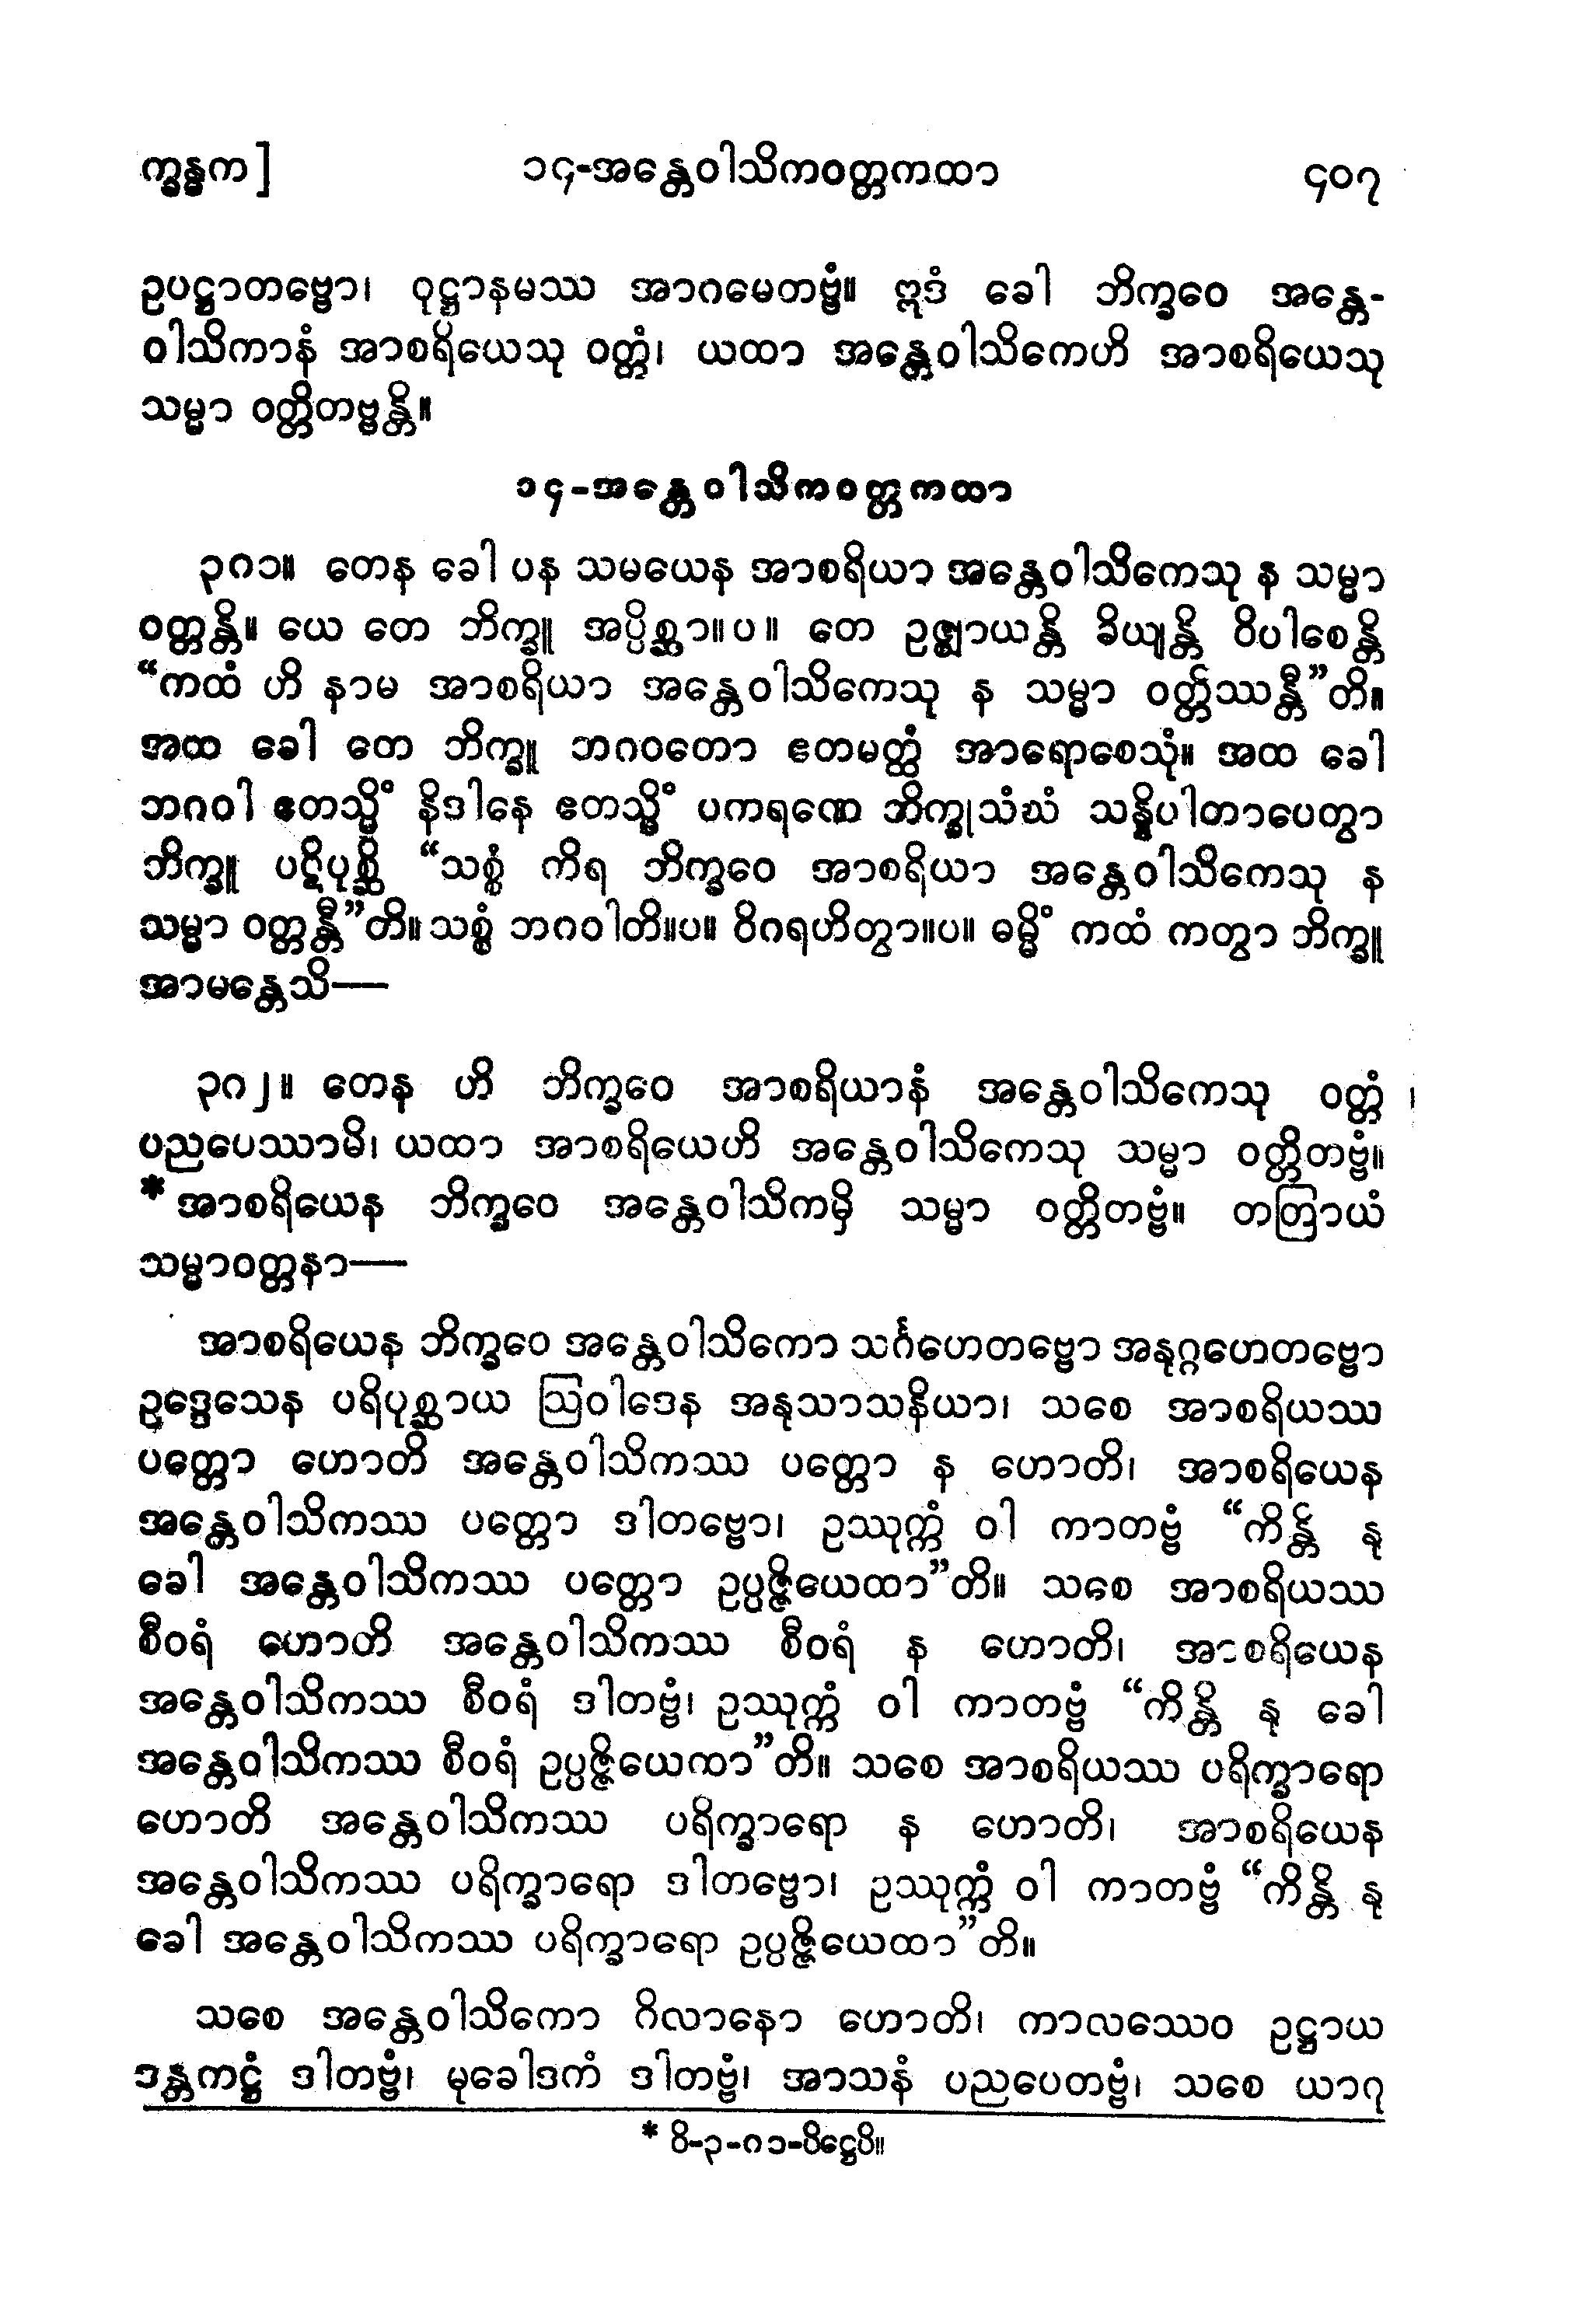 က္ခန္ဓက] ၁၄-အန္တေဝါသိကဝတ္တကထာ ၄၀၇
ဥပဋ္ဌာတဗ္ဗော၊ ဝုဋ္ဌာနမဿ အာဂမေတဗ္ဗံ။ ဣဒံ ခေါ ဘိက္ခဝေ အန္တေ-
ဝါသိကာနံ အာစရိယေသု ဝတ္တံ၊ ယထာ အန္တေဝါသိကေဟိ အာစရိယေသု
သမ္မာ ဝတ္တိတဗ္ဗန္တိ။
၁၄-အန္တေဝါသိကဝတ္တကထာ
၃၈၁။ တေန ခေါ ပန သမယေန အာစရိယာ အန္တေဝါသိကေသု န သမ္မာ
ဝတ္တန္တိ။ ယေ တေ ဘိက္ခူ အပ္ပိစ္ဆာ။ပ။ တေ ဥဇ္ဈာယန္တိ ခိယျန္တိ ဝိပါစေန္တိ
“ကထံ ဟိ နာမ အာစရိယာ အန္တေဝါသိကေသု န သမ္မာ ဝတ္တိဿန္တီ”တိ။
အထ ခေါ တေ ဘိက္ခူ ဘဂဝတော ဧတမတ္ထံ အာရောစေသုံ။ အထ ခေါ
ဘဂဝါ ဧတသ္မိံ နိဒါနေ ဧတသ္မိံ ပကရဏေ ဘိက္ခုသံဃံ သန္နိပါတာပေတွာ
ဘိက္ခူ ပဋိပုစ္ဆိ “သစ္စံ ကိရ ဘိက္ခဝေ အာစရိယာ အန္တေဝါသိကေသု န
သမ္မာ ဝတ္တန္တီ”တိ။ သစ္စံ ဘဂဝါတိ။ပ။ ဝိဂရဟိတွာ။ပ။ ဓမ္မိံ ကထံ ကတွာ ဘိက္ခူ
အာမန္တေသိ—
၃၈၂။ တေန ဟိ ဘိက္ခဝေ အာစရိယာနံ အန္တေဝါသိကေသု ဝတ္တံ
ပညပေဿာမိ၊ ယထာ အာစရိယေဟိ အန္တေဝါသိကေသု သမ္မာ ဝတ္တိတဗ္ဗံ။
* အာစရိယေန ဘိက္ခဝေ အန္တေဝါသိကမှိ သမ္မာ ဝတ္တိတဗ္ဗံ။ တတြာယံ
သမ္မာဝတ္တနာ—
အာစရိယေန ဘိက္ခဝေ အန္တေဝါသိကော သင်္ဂဟေတဗ္ဗော အနုဂ္ဂဟေတဗ္ဗော
ဥဒ္ဒေသေန ပရိပုစ္ဆာယ ဩဝါဒေန အနုသာသနိယာ၊ သစေ အာစရိယဿ
ပတ္တော ဟောတိ အန္တေဝါသိကဿ ပတ္တော န ဟောတိ၊ အာစရိယေန
အန္တေဝါသိကဿ ပတ္တော ဒါတဗ္ဗော၊ ဥဿုက္ကံ ဝါ ကာတဗ္ဗံ “ကိန္တိ နု
ခေါ အန္တေဝါသိကဿ ပတ္တော ဥပ္ပဇ္ဇိယေထာ”တိ။ သစေ အာစရိယဿ
စီဝရံ ဟောတိ အန္တေဝါသိကဿ စီဝရံ န ဟောတိ၊ အာစရိယေန
အန္တေဝါသိကဿ စီဝရံ ဒါတဗ္ဗံ၊ ဥဿုက္ကံ ဝါ ကာတဗ္ဗံ “ကိန္တိ နု ခေါ
အန္တေဝါသိကဿ စီဝရံ ဥပ္ပဇ္ဇိယေထာ”တိ။ သစေ အာစရိယဿ ပရိက္ခာရော
ဟောတိ အန္တေဝါသိကဿ ပရိက္ခာရော န ဟောတိ၊ အာစရိယေန
အန္တေဝါသိကဿ ပရိက္ခာရော ဒါတဗ္ဗော၊ ဥဿုက္ကံ ဝါ ကာတဗ္ဗံ “ကိန္တိ နု
ခေါ အန္တေဝါသိကဿ ပရိက္ခာရော ဥပ္ပဇ္ဇိယေထာ”တိ။
သစေ အန္တေဝါသိကော ဂိလာနော ဟောတိ၊ ကာလဿေဝ ဥဋ္ဌာယ
ဒန္တကဋ္ဌံ ဒါတဗ္ဗံ၊ မုခေါဒကံ ဒါတဗ္ဗံ၊ အာသနံ ပညပေတဗ္ဗံ၊ သစေ ယာဂု
* ဝိ-၃-၈၁-ပိဋ္ဌေပိ။